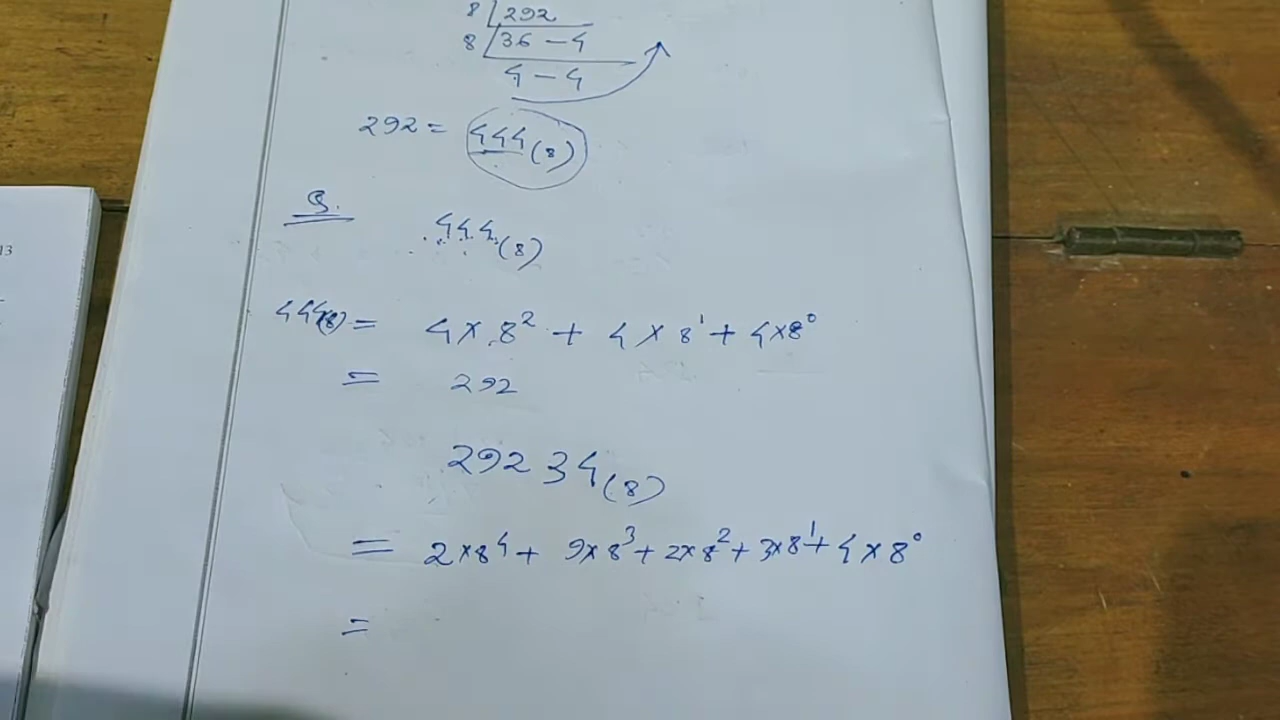 8 292
8 36 - 4
4 - 4
292 = 444(8)
Q.
444(8)
13
444(8) = 4 × 8² + 4 × 8¹ + 4×8⁰
= 292
29234(8)
= 2×8⁴ + 9×8³ + 2×8² + 3×8¹ + 4×8⁰
=